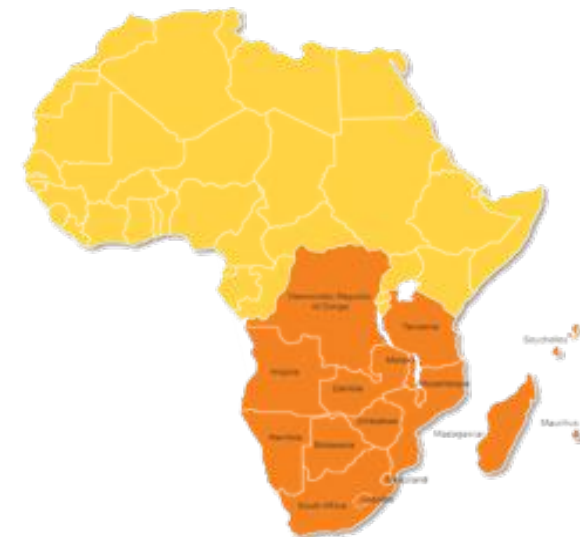 Democratic Republic
of Congo
Tanzania
Seychelles
Angola
Malawi
Zambia
Mozambique
Zimbabwe
Madagascar
Mauritius
Namibia
Botswana
Swaziland
South Africa
Lesotho